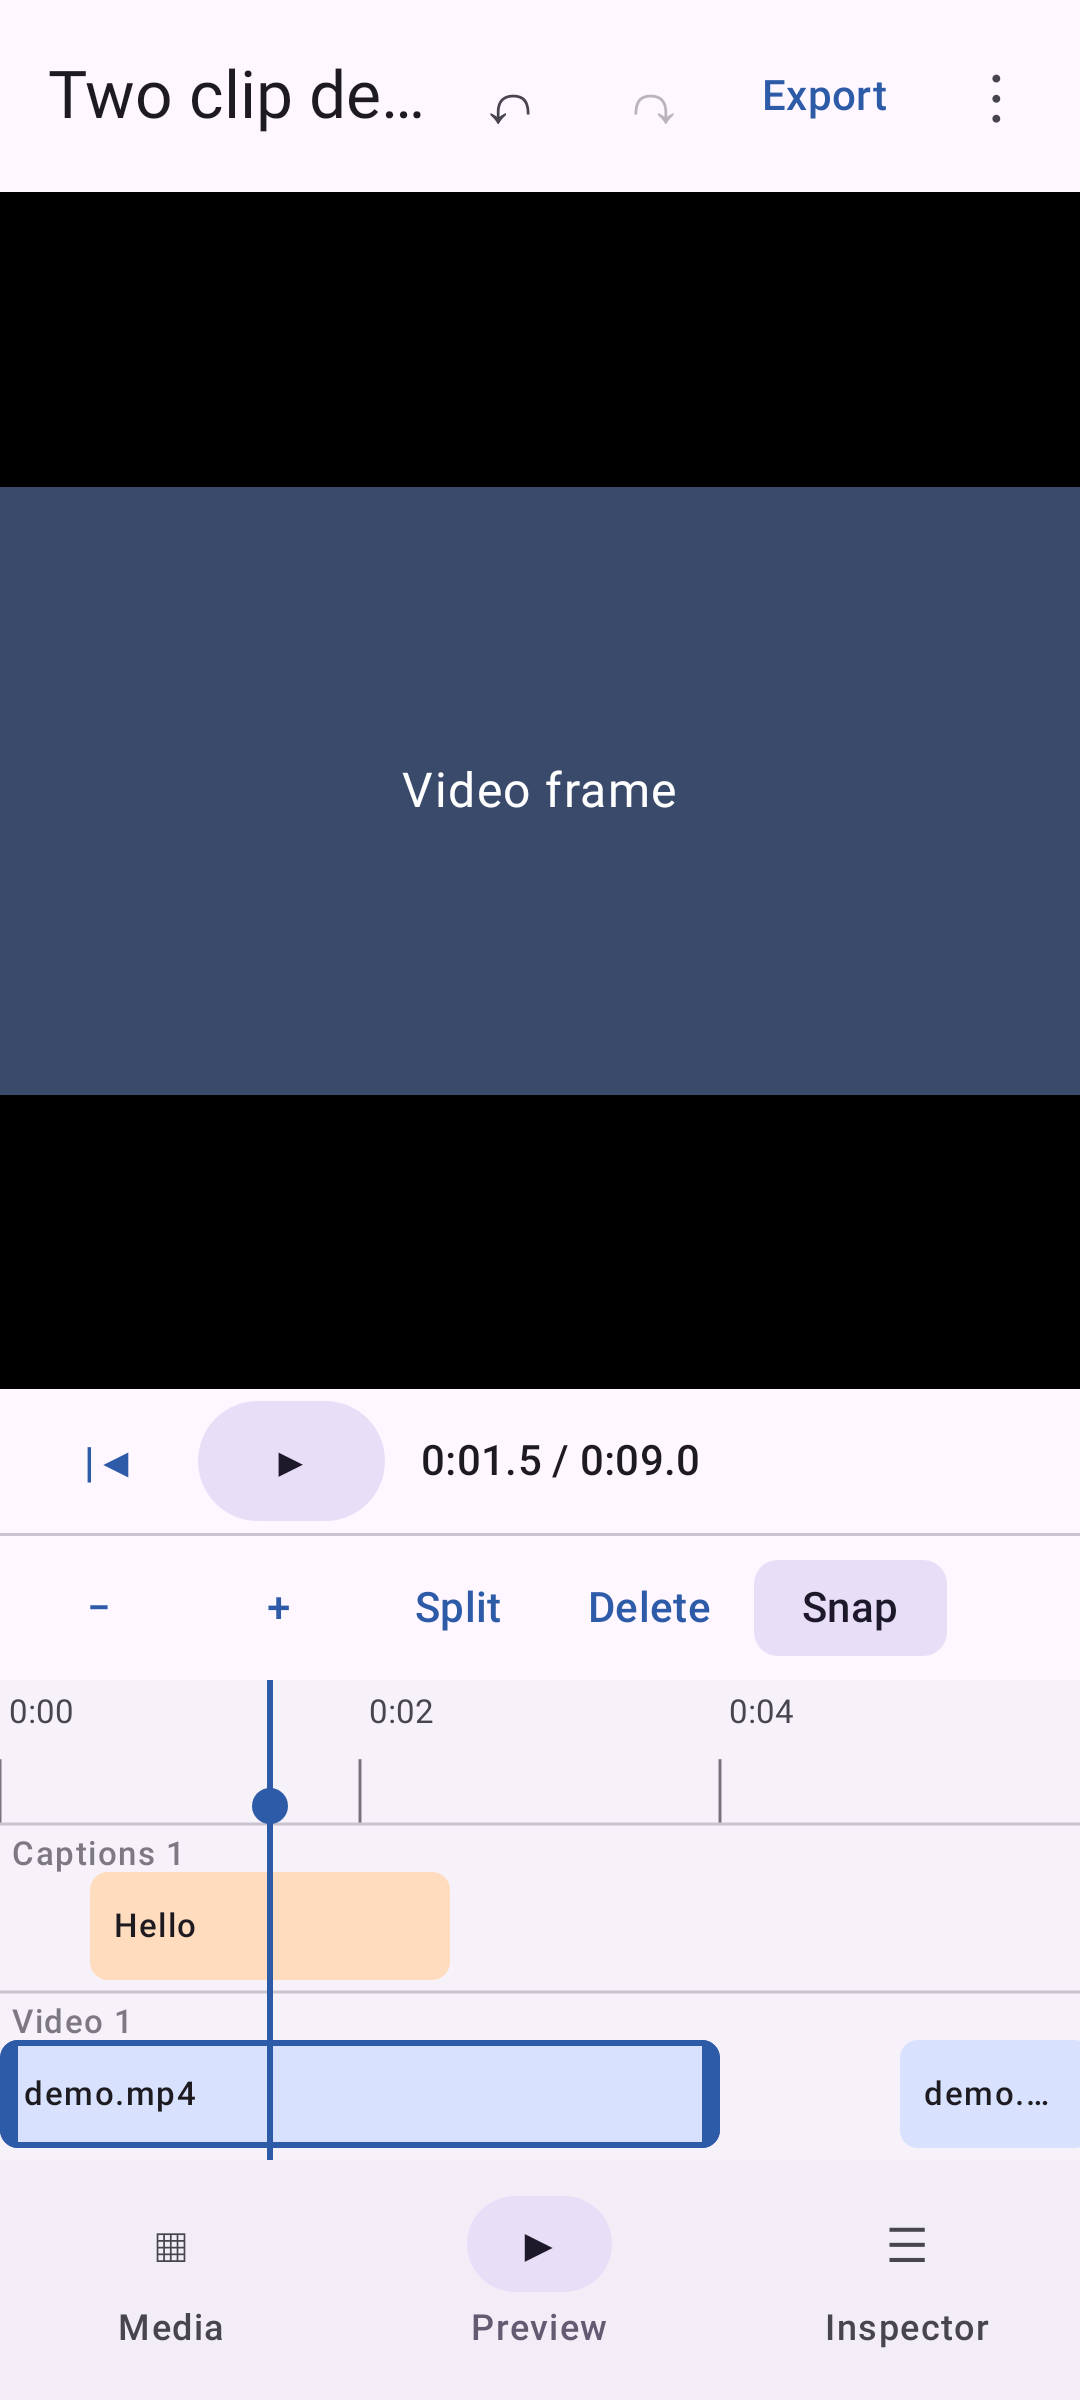 Two clip de…
Export
Video frame
0:01.5 / 0:09.0
− + Split Delete Snap
0:00 0:02 0:04
Captions 1
Hello
Video 1
demo.mp4 demo.…
Media Preview Inspector